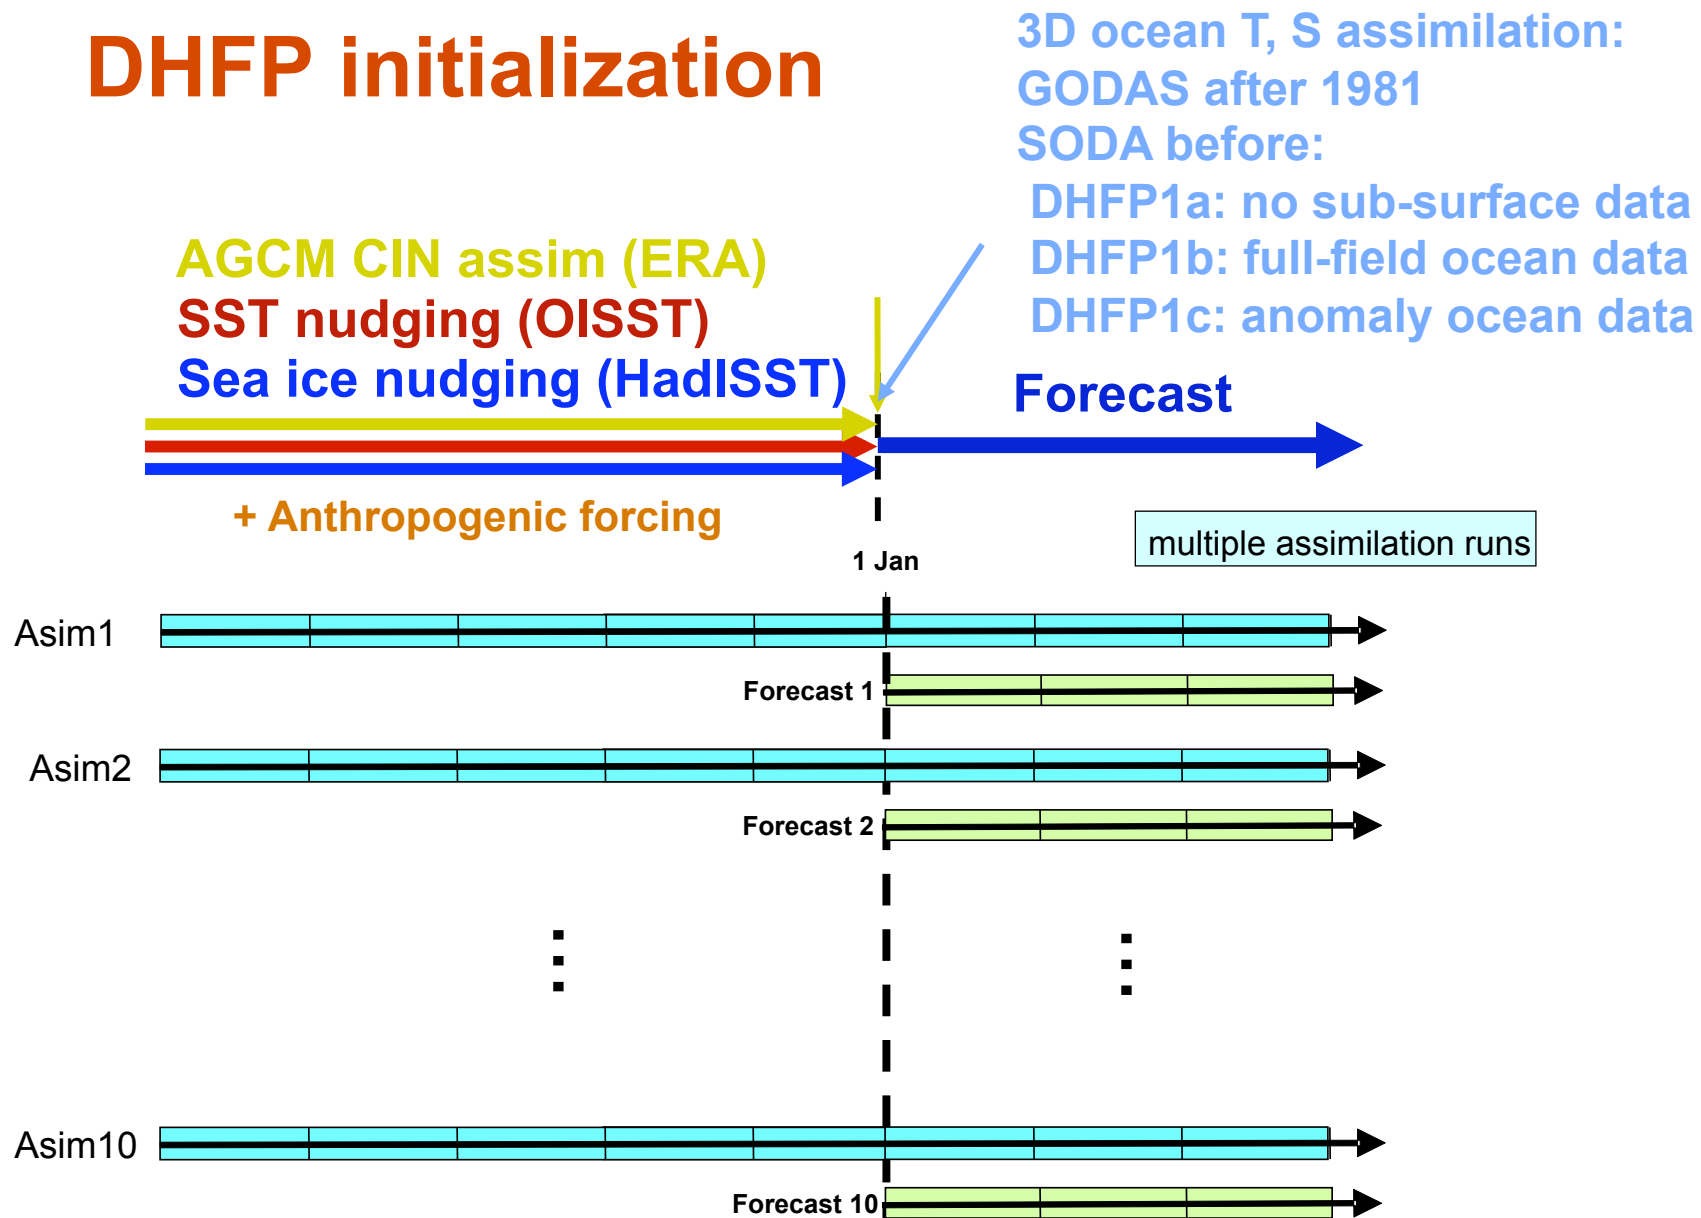 DHFP initialization
3D ocean T, S assimilation:
GODAS after 1981
SODA before:
DHFP1a: no sub-surface data
DHFP1b: full-field ocean data
DHFP1c: anomaly ocean data
AGCM CIN assim (ERA)
SST nudging (OISST)
Sea ice nudging (HadISST)
Forecast
+ Anthropogenic forcing
multiple assimilation runs
1 Jan
Asim1
Forecast 1
Asim2
Forecast 2
Asim10
Forecast 10